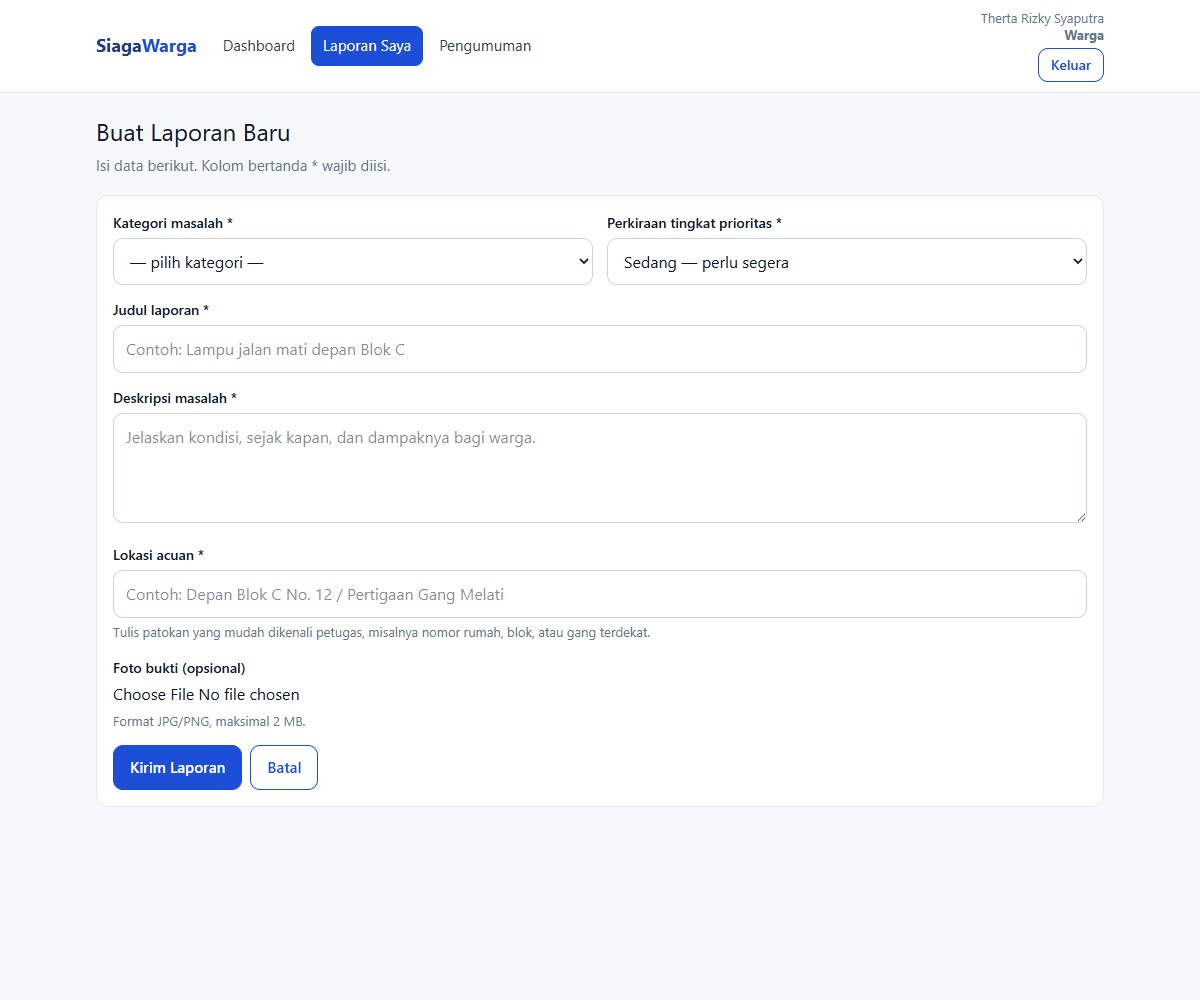 SiagaWarga
Dashboard
Laporan Saya
Pengumuman
Therta Rizky Syaputra
Warga
Keluar
Buat Laporan Baru
Isi data berikut. Kolom bertanda * wajib diisi.
Kategori masalah *
Perkiraan tingkat prioritas *
— pilih kategori —
Sedang — perlu segera
Judul laporan *
Contoh: Lampu jalan mati depan Blok C
Deskripsi masalah *
Jelaskan kondisi, sejak kapan, dan dampaknya bagi warga.
Lokasi acuan *
Contoh: Depan Blok C No. 12 / Pertigaan Gang Melati
Tulis patokan yang mudah dikenali petugas, misalnya nomor rumah, blok, atau gang terdekat.
Foto bukti (opsional)
Choose File No file chosen
Format JPG/PNG, maksimal 2 MB.
Kirim Laporan
Batal